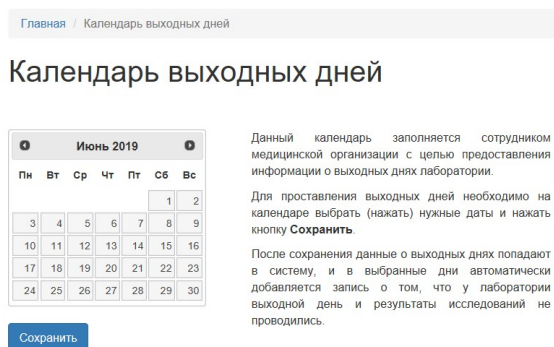 Главная / Календарь выходных дней
Календарь выходных дней
Июнь 2019
Пн Вт Ср Чт Пт Сб Вс
1 2
3 4 5 6 7 8 9
10 11 12 13 14 15 16
17 18 19 20 21 22 23
24 25 26 27 28 29 30
Сохранить
Данный календарь заполняется сотрудником
медицинской организации с целью предоставления
информации о выходных днях лаборатории.
Для проставления выходных дней необходимо на
календаре выбрать (нажать) нужные даты и нажать
кнопку Сохранить.
После сохранения данные о выходных днях попадают
в систему, и в выбранные дни автоматически
добавляется запись о том, что у лаборатории
выходной день и результаты исследований не
проводились.